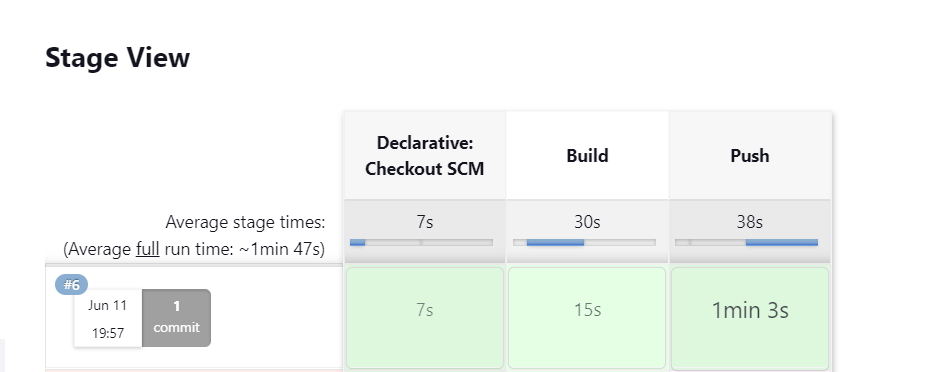 Stage View
Declarative:
Checkout SCM
Build
Push
Average stage times:
(Average full run time: ~1min 47s)
7s
30s
38s
#6
Jun 11
19:57
1
commit
7s
15s
1min 3s